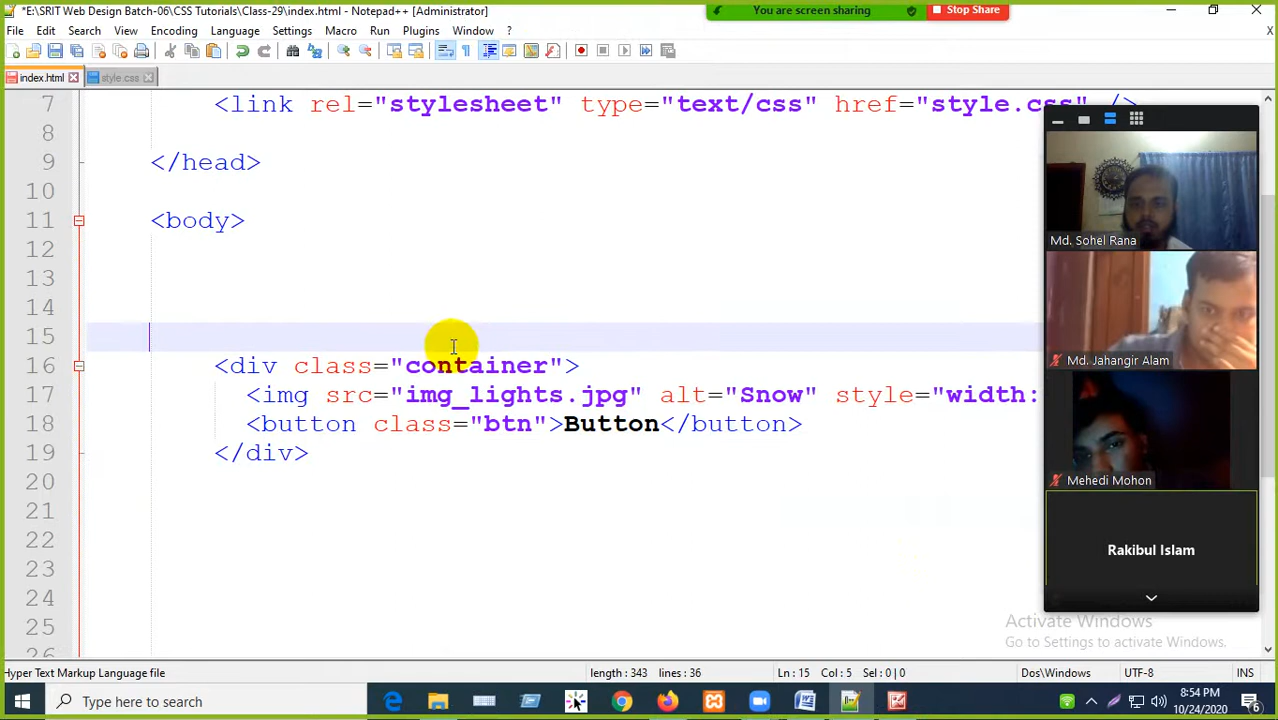 *E:\SRIT Web Design Batch-06\CSS Tutorials\Class-29\index.html - Notepad++ [Administrator]
You are screen sharing
Stop Share
File Edit Search View Encoding Language Settings Macro Run Plugins Window ? X
index.html style.css
7 <link rel="stylesheet" type="text/css" href="style.css" />
8
9 </head>
10
11 <body>
12
13
14
15
16 <div class="container">
17 <img src="img_lights.jpg" alt="Snow" style="width:
18 <button class="btn">Button</button>
19 </div>
20
21
22
23
24
25
26
Md. Sohel Rana
Md. Jahangir Alam
Mehedi Mohon
Rakibul Islam
Activate Windows
Go to Settings to activate Windows.
Hyper Text Markup Language file length : 343 lines : 36 Ln : 15 Col : 5 Sel : 0 | 0 Dos\Windows UTF-8 INS
Type here to search
8:54 PM
10/24/2020
6